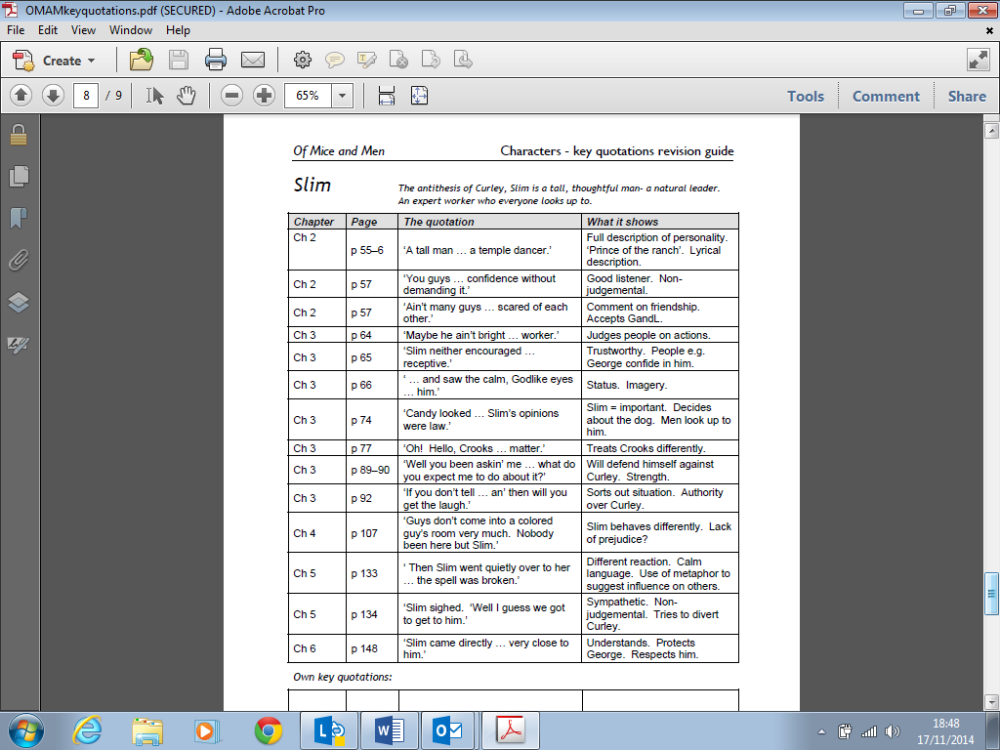 OMAMkeyquotations.pdf (SECURED) - Adobe Acrobat Pro
File Edit View Window Help
Create
8 / 9 65% Tools Comment Share
Of Mice and Men Characters - key quotations revision guide
Slim The antithesis of Curley, Slim is a tall, thoughtful man- a natural leader.
An expert worker who everyone looks up to.
Chapter Page The quotation What it shows
Ch 2 p 55–6 ‘A tall man … a temple dancer.’ Full description of personality.
‘Prince of the ranch’. Lyrical
description.
Ch 2 p 57 ‘You guys … confidence without
demanding it.’ Good listener. Non-
judgemental.
Ch 2 p 57 ‘Ain’t many guys … scared of each
other.’ Comment on friendship.
Accepts GandL.
Ch 3 p 64 ‘Maybe he ain’t bright … worker.’ Judges people on actions.
Ch 3 p 65 ‘Slim neither encouraged …
receptive.’ Trustworthy. People e.g.
George confide in him.
Ch 3 p 66 ‘ … and saw the calm, Godlike eyes
… him.’ Status. Imagery.
Ch 3 p 74 ‘Candy looked … Slim’s opinions
were law.’ Slim = important. Decides
about the dog. Men look up to
him.
Ch 3 p 77 ‘Oh! Hello, Crooks … matter.’ Treats Crooks differently.
Ch 3 p 89–90 ‘Well you been askin’ me … what do
you expect me to do about it?’ Will defend himself against
Curley. Strength.
Ch 3 p 92 ‘If you don’t tell … an’ then will you
get the laugh.’ Sorts out situation. Authority
over Curley.
Ch 4 p 107 ‘Guys don’t come into a colored
guy’s room very much. Nobody
been here but Slim.’ Slim behaves differently. Lack
of prejudice?
Ch 5 p 133 ‘ Then Slim went quietly over to her
… the spell was broken.’ Different reaction. Calm
language. Use of metaphor to
suggest influence on others.
Ch 5 p 134 ‘Slim sighed. ‘Well I guess we got
to get to him.’ Sympathetic. Non-
judgemental. Tries to divert
Curley.
Ch 6 p 148 ‘Slim came directly … very close to
him.’ Understands. Protects
George. Respects him.
Own key quotations:
18:48
17/11/2014